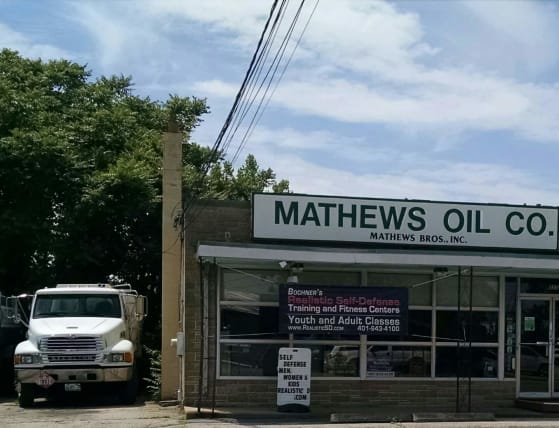 MATHEWS OIL CO.
MATHEWS BROS., INC.
BOCHNER'S
Realistic Self-Defense
Training and Fitness Centers
Youth and Adult Classes
WWW.REALISTICSD.COM 401-943-4100
SELF
DEFENSE
MEN,
WOMEN &
KIDS
REALISTIC D
.COM